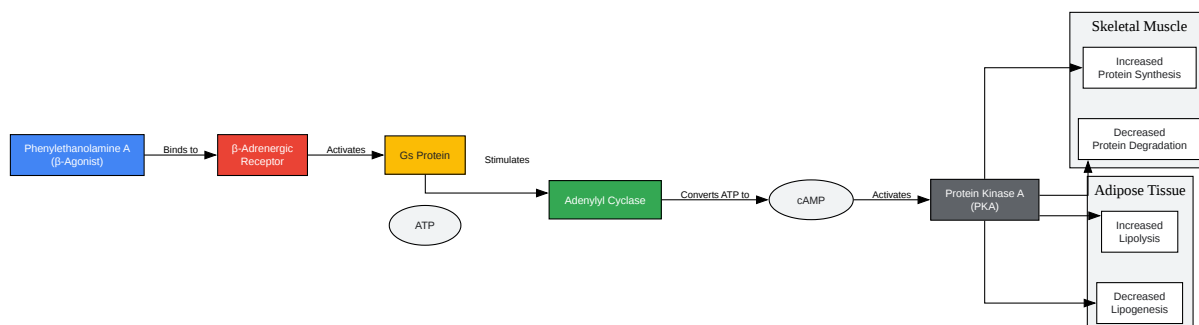 Phenylethanolamine A
(β-Agonist)
Binds to
β-Adrenergic
Receptor
Activates
Gs Protein
Stimulates
ATP
Adenylyl Cyclase
Converts ATP to
cAMP
Activates
Protein Kinase A
(PKA)
Skeletal Muscle
Increased
Protein Synthesis
Decreased
Protein Degradation
Adipose Tissue
Increased
Lipolysis
Decreased
Lipogenesis